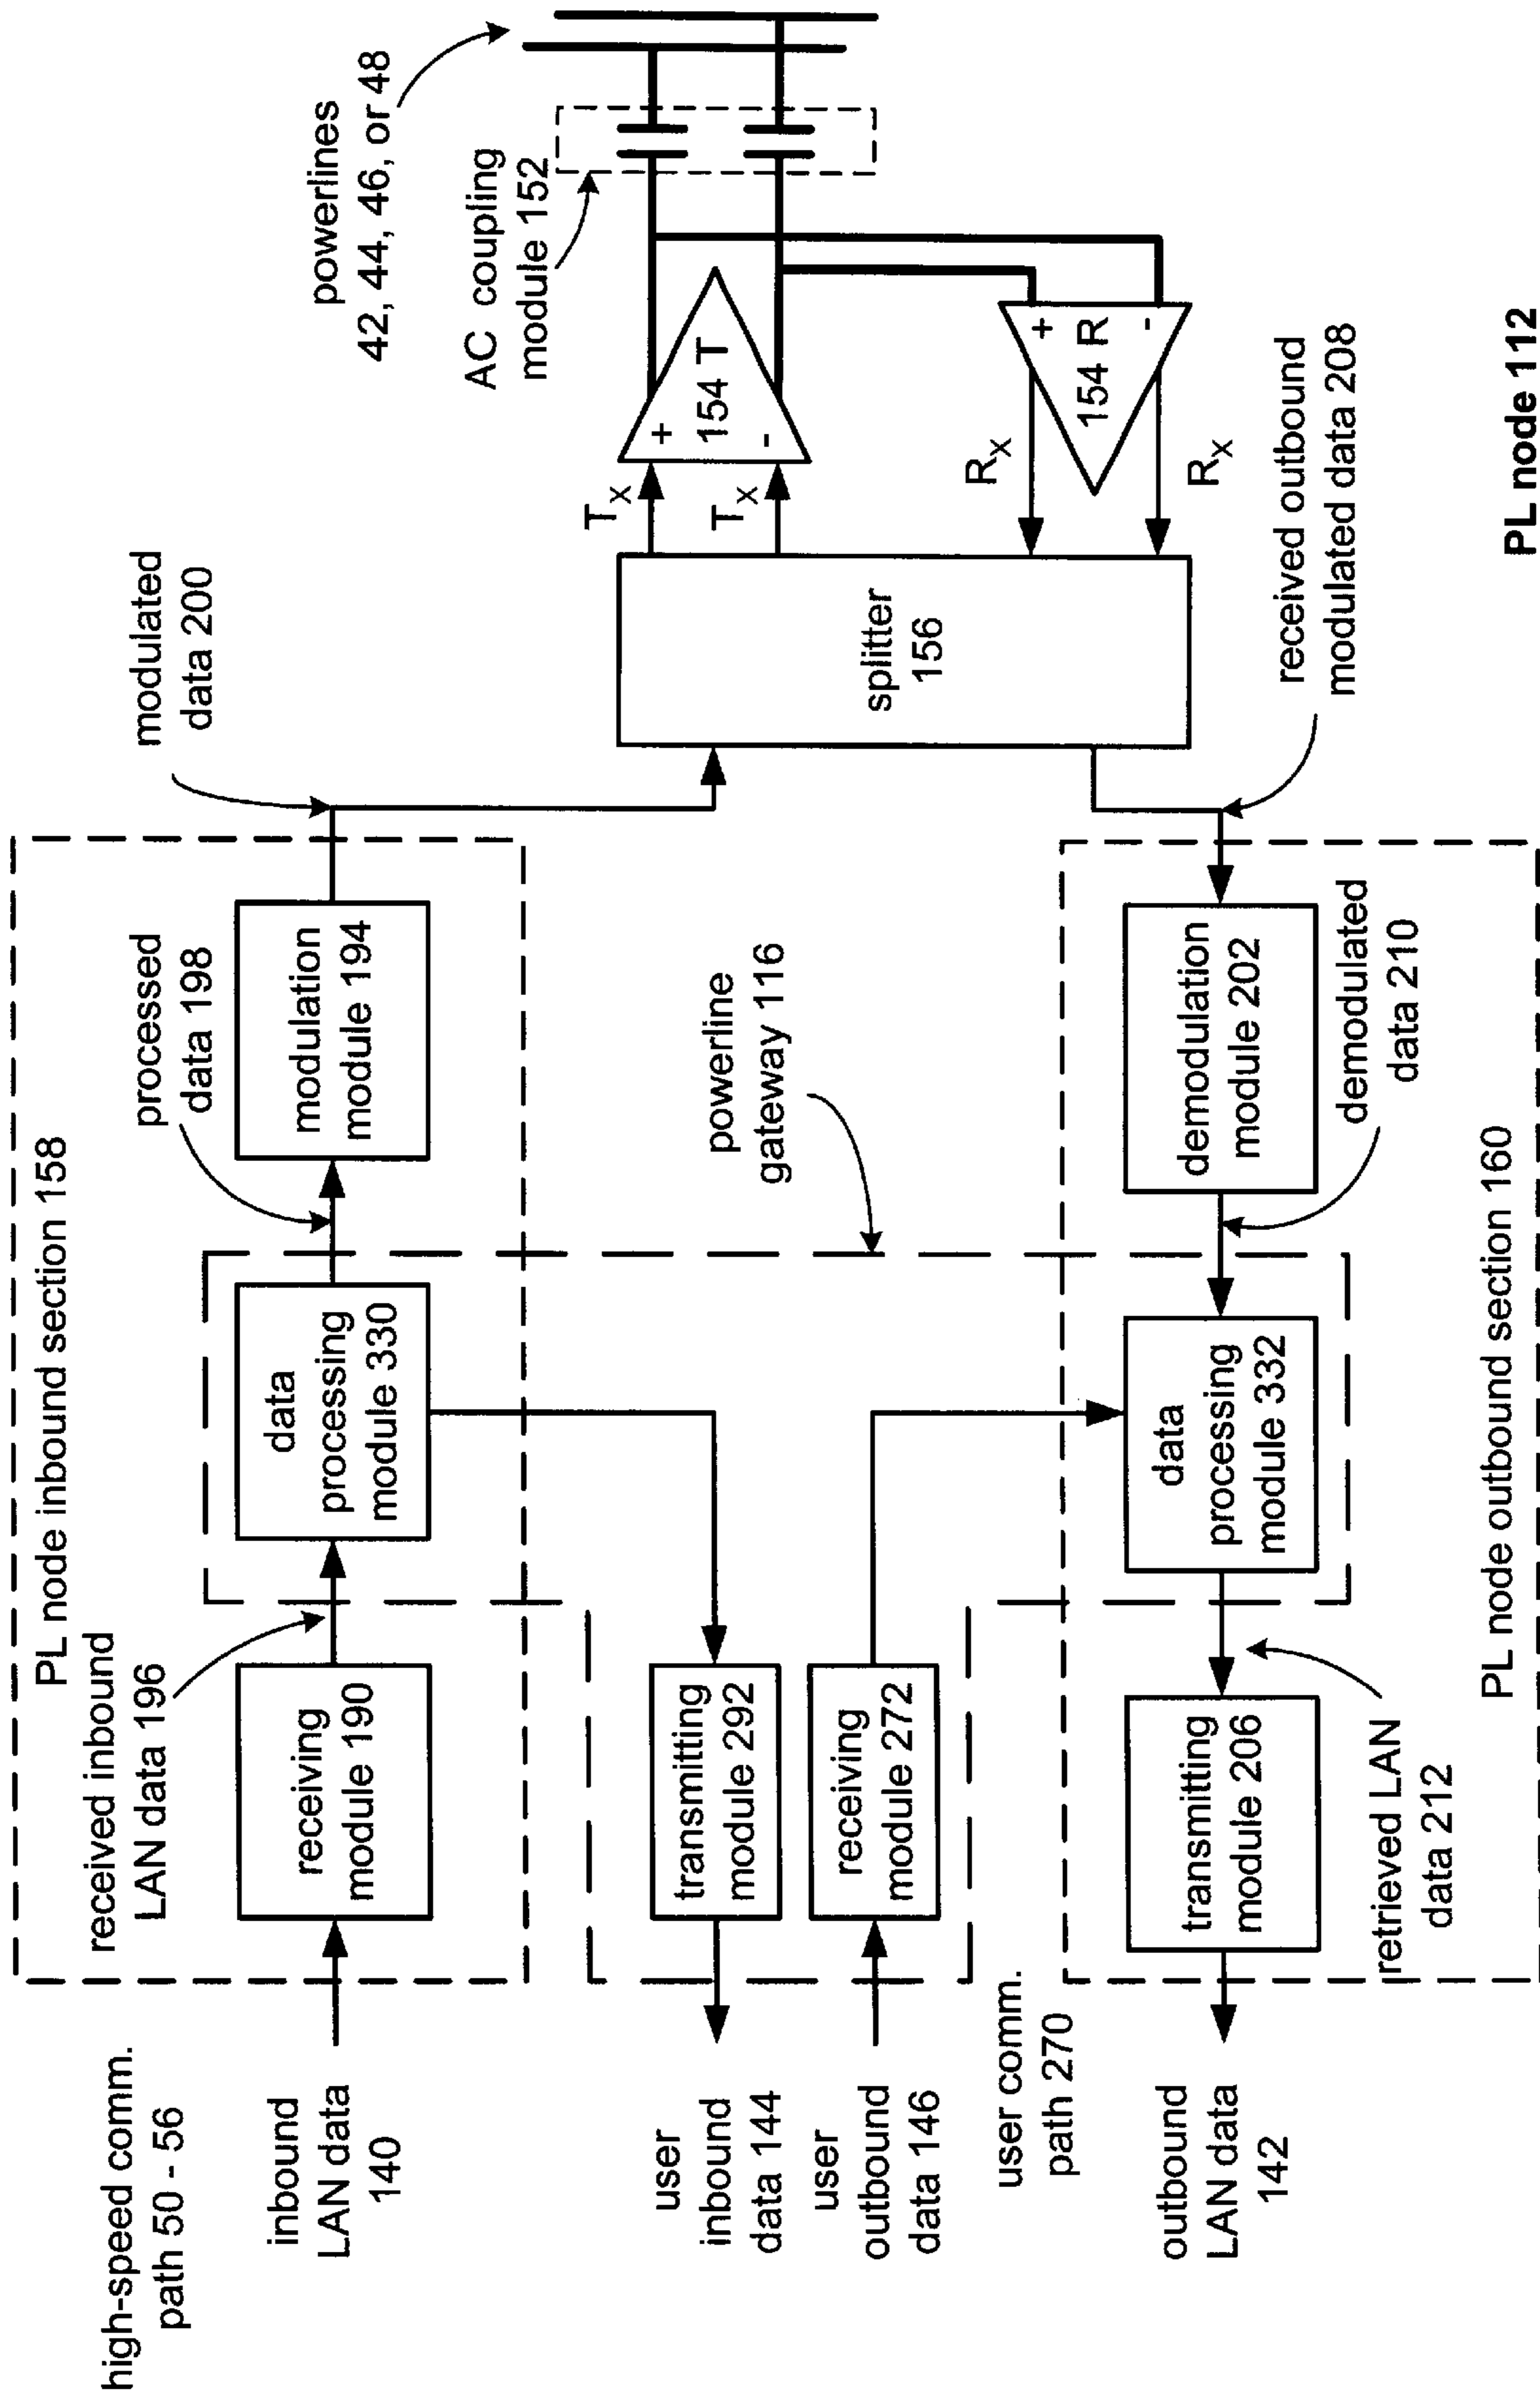 high-speed comm.
path 50 - 56
PL node inbound section 158
inbound
LAN data
140
received inbound
LAN data 196
receiving
module 190
data
processing
module 330
processed
data 198
modulation
module 194
modulated
data 200
user
inbound
data 144
transmitting
module 292
user
outbound
data 146
receiving
module 272
user comm.
path 270
powerline
gateway 116
splitter
156
TX
TX
+
154 T
-
RX
RX
+
154 R
-
AC coupling
module 152
powerlines
42, 44, 46, or 48
outbound
LAN data
142
transmitting
module 206
retrieved LAN
data 212
data
processing
module 332
demodulated
data 210
demodulation
module 202
received outbound
modulated data 208
PL node outbound section 160
PL node 112